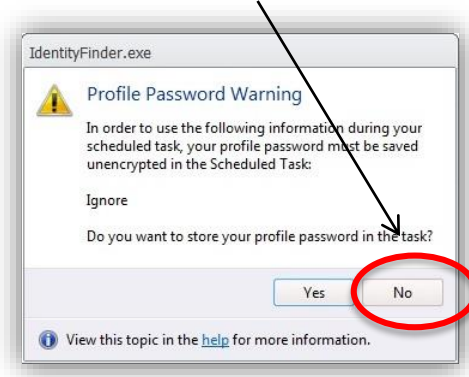 IdentityFinder.exe
Profile Password Warning
In order to use the following information during your
scheduled task, your profile password must be saved
unencrypted in the Scheduled Task:
Ignore
Do you want to store your profile password in the task?
Yes No
View this topic in the help for more information.